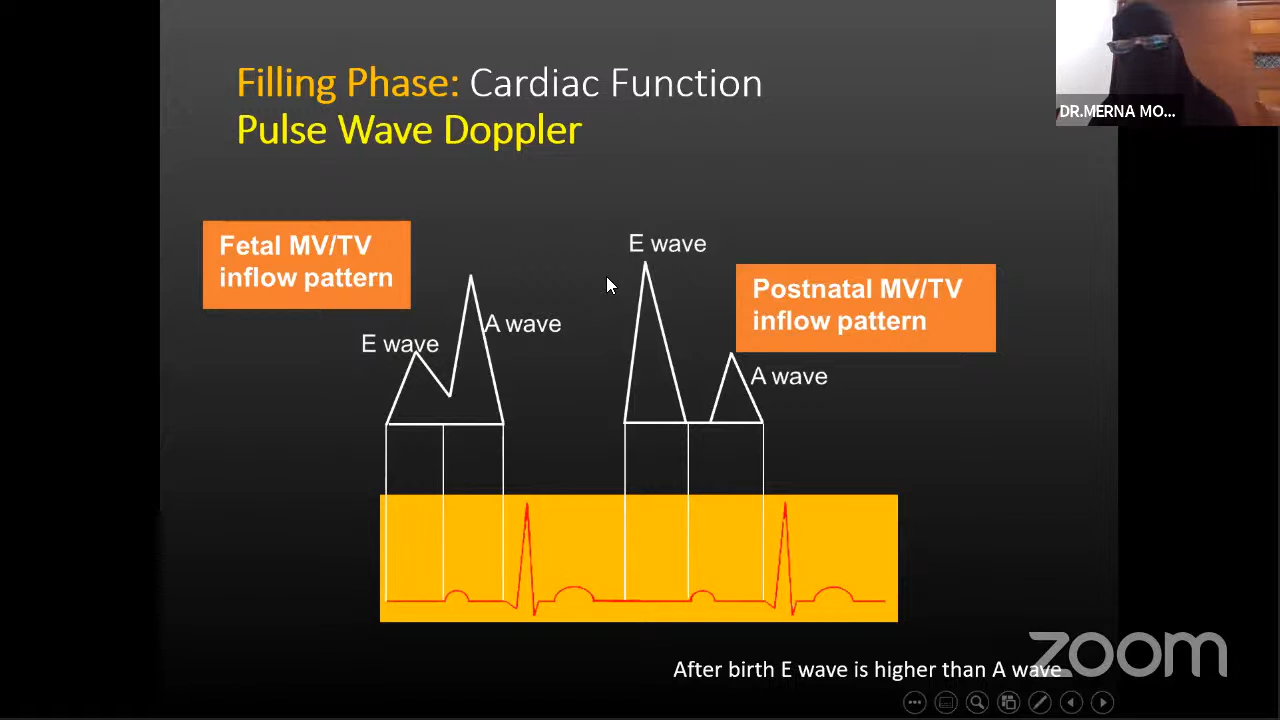 Filling Phase: Cardiac Function
Pulse Wave Doppler
DR.MERNA MO...
Fetal MV/TV
inflow pattern
E wave
A wave
E wave
Postnatal MV/TV
inflow pattern
A wave
After birth E wave is higher than A wave
zoom